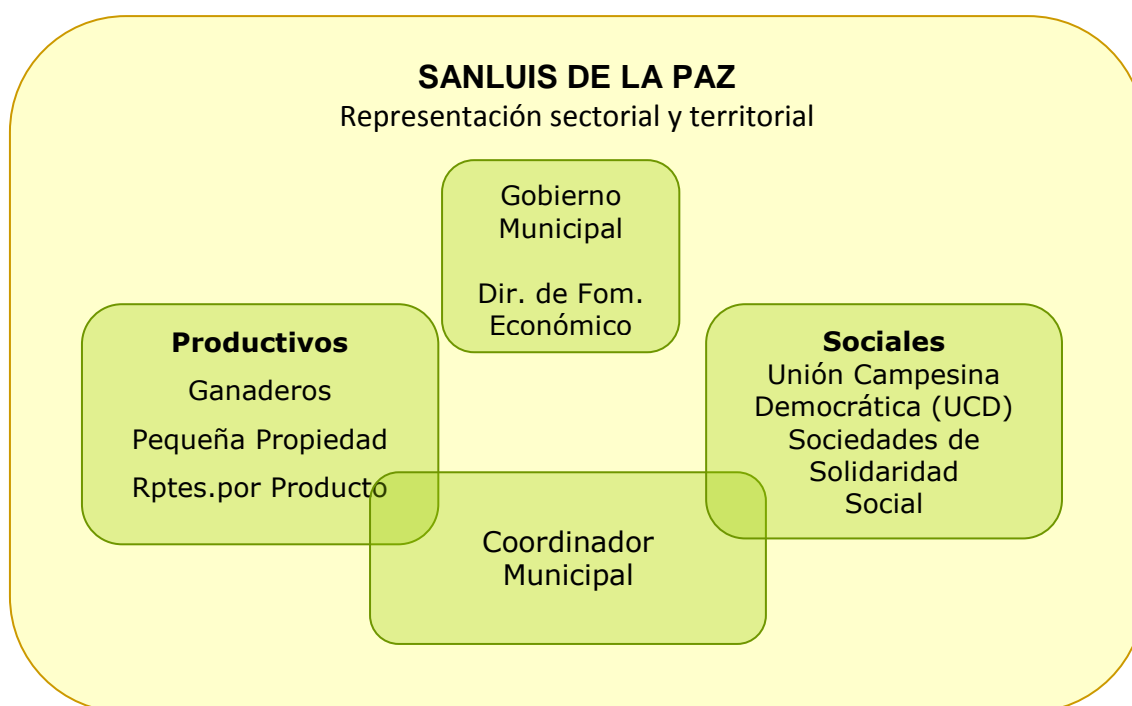 SANLUIS DE LA PAZ
Representación sectorial y territorial
Gobierno
Municipal
Dir. de Fom.
Económico
Productivos
Ganaderos
Pequeña Propiedad
Rptes.por Producto
Sociales
Unión Campesina
Democrática (UCD)
Sociedades de
Solidaridad
Social
Coordinador
Municipal